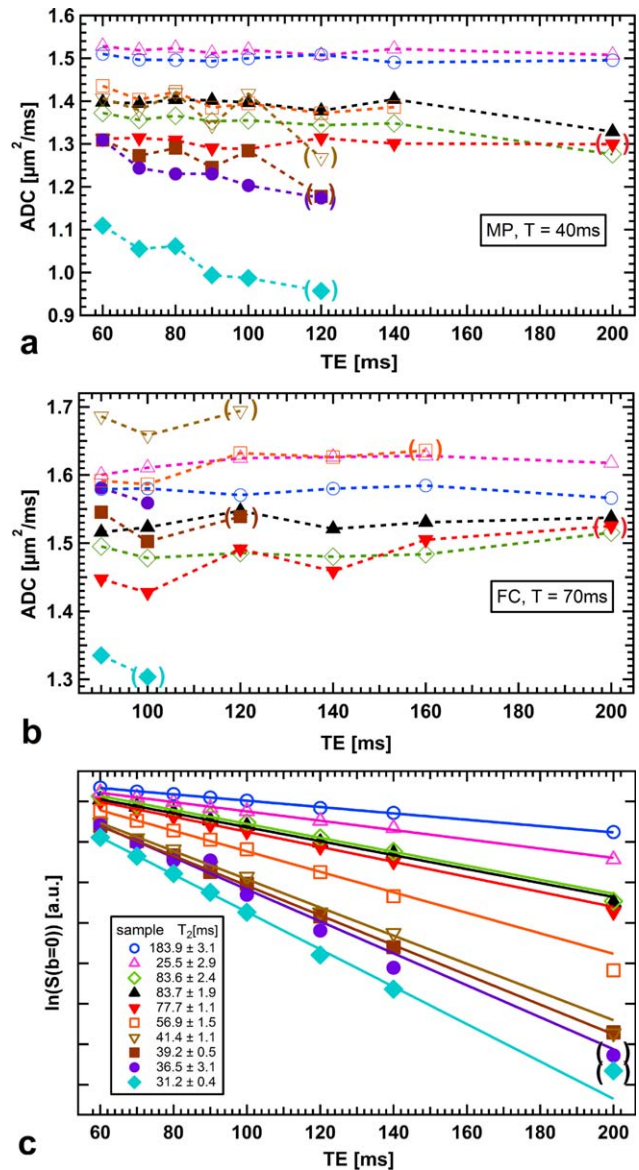 1.6
1.5
1.4
1.3
1.2
1.1
1.0
0.9
ADC [µm²/ms]
MP, T = 40ms
60 80 100 120 140 160 180 200
TE [ms]
a
1.7
1.6
1.5
1.4
1.3
ADC [µm²/ms]
FC, T = 70ms
100 120 140 160 180 200
TE [ms]
b
ln(S(b=0)) [a.u.]
sample T₂[ms]
183.9 ± 3.1
25.5 ± 2.9
83.6 ± 2.4
83.7 ± 1.9
77.7 ± 1.1
56.9 ± 1.5
41.4 ± 1.1
39.2 ± 0.5
36.5 ± 3.1
31.2 ± 0.4
60 80 100 120 140 160 180 200
TE [ms]
c